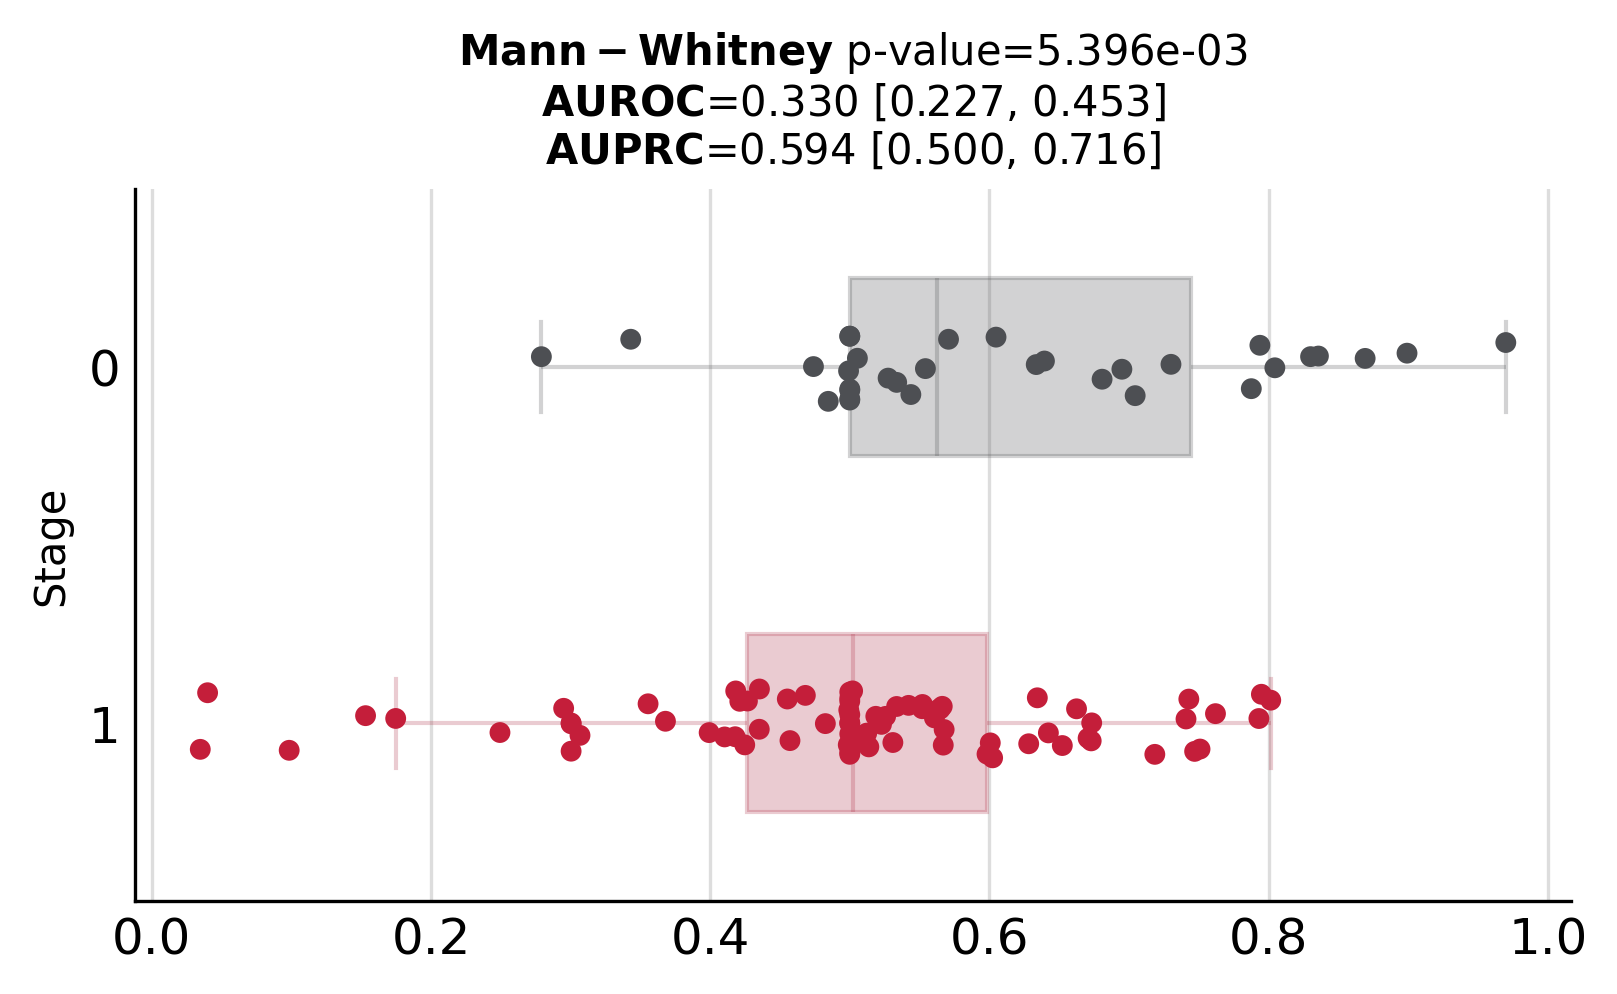 Mann − Whitney p-value=5.396e-03
AUROC=0.330 [0.227, 0.453]
AUPRC=0.594 [0.500, 0.716]
0
Stage
1
0.0 0.2 0.4 0.6 0.8 1.0